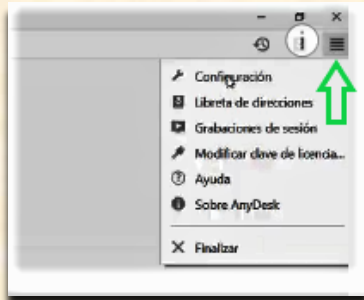 Configuración
Libreta de direcciones
Grabaciones de sesión
Modificar clave de licencia...
Ayuda
Sobre AnyDesk
Finalizar